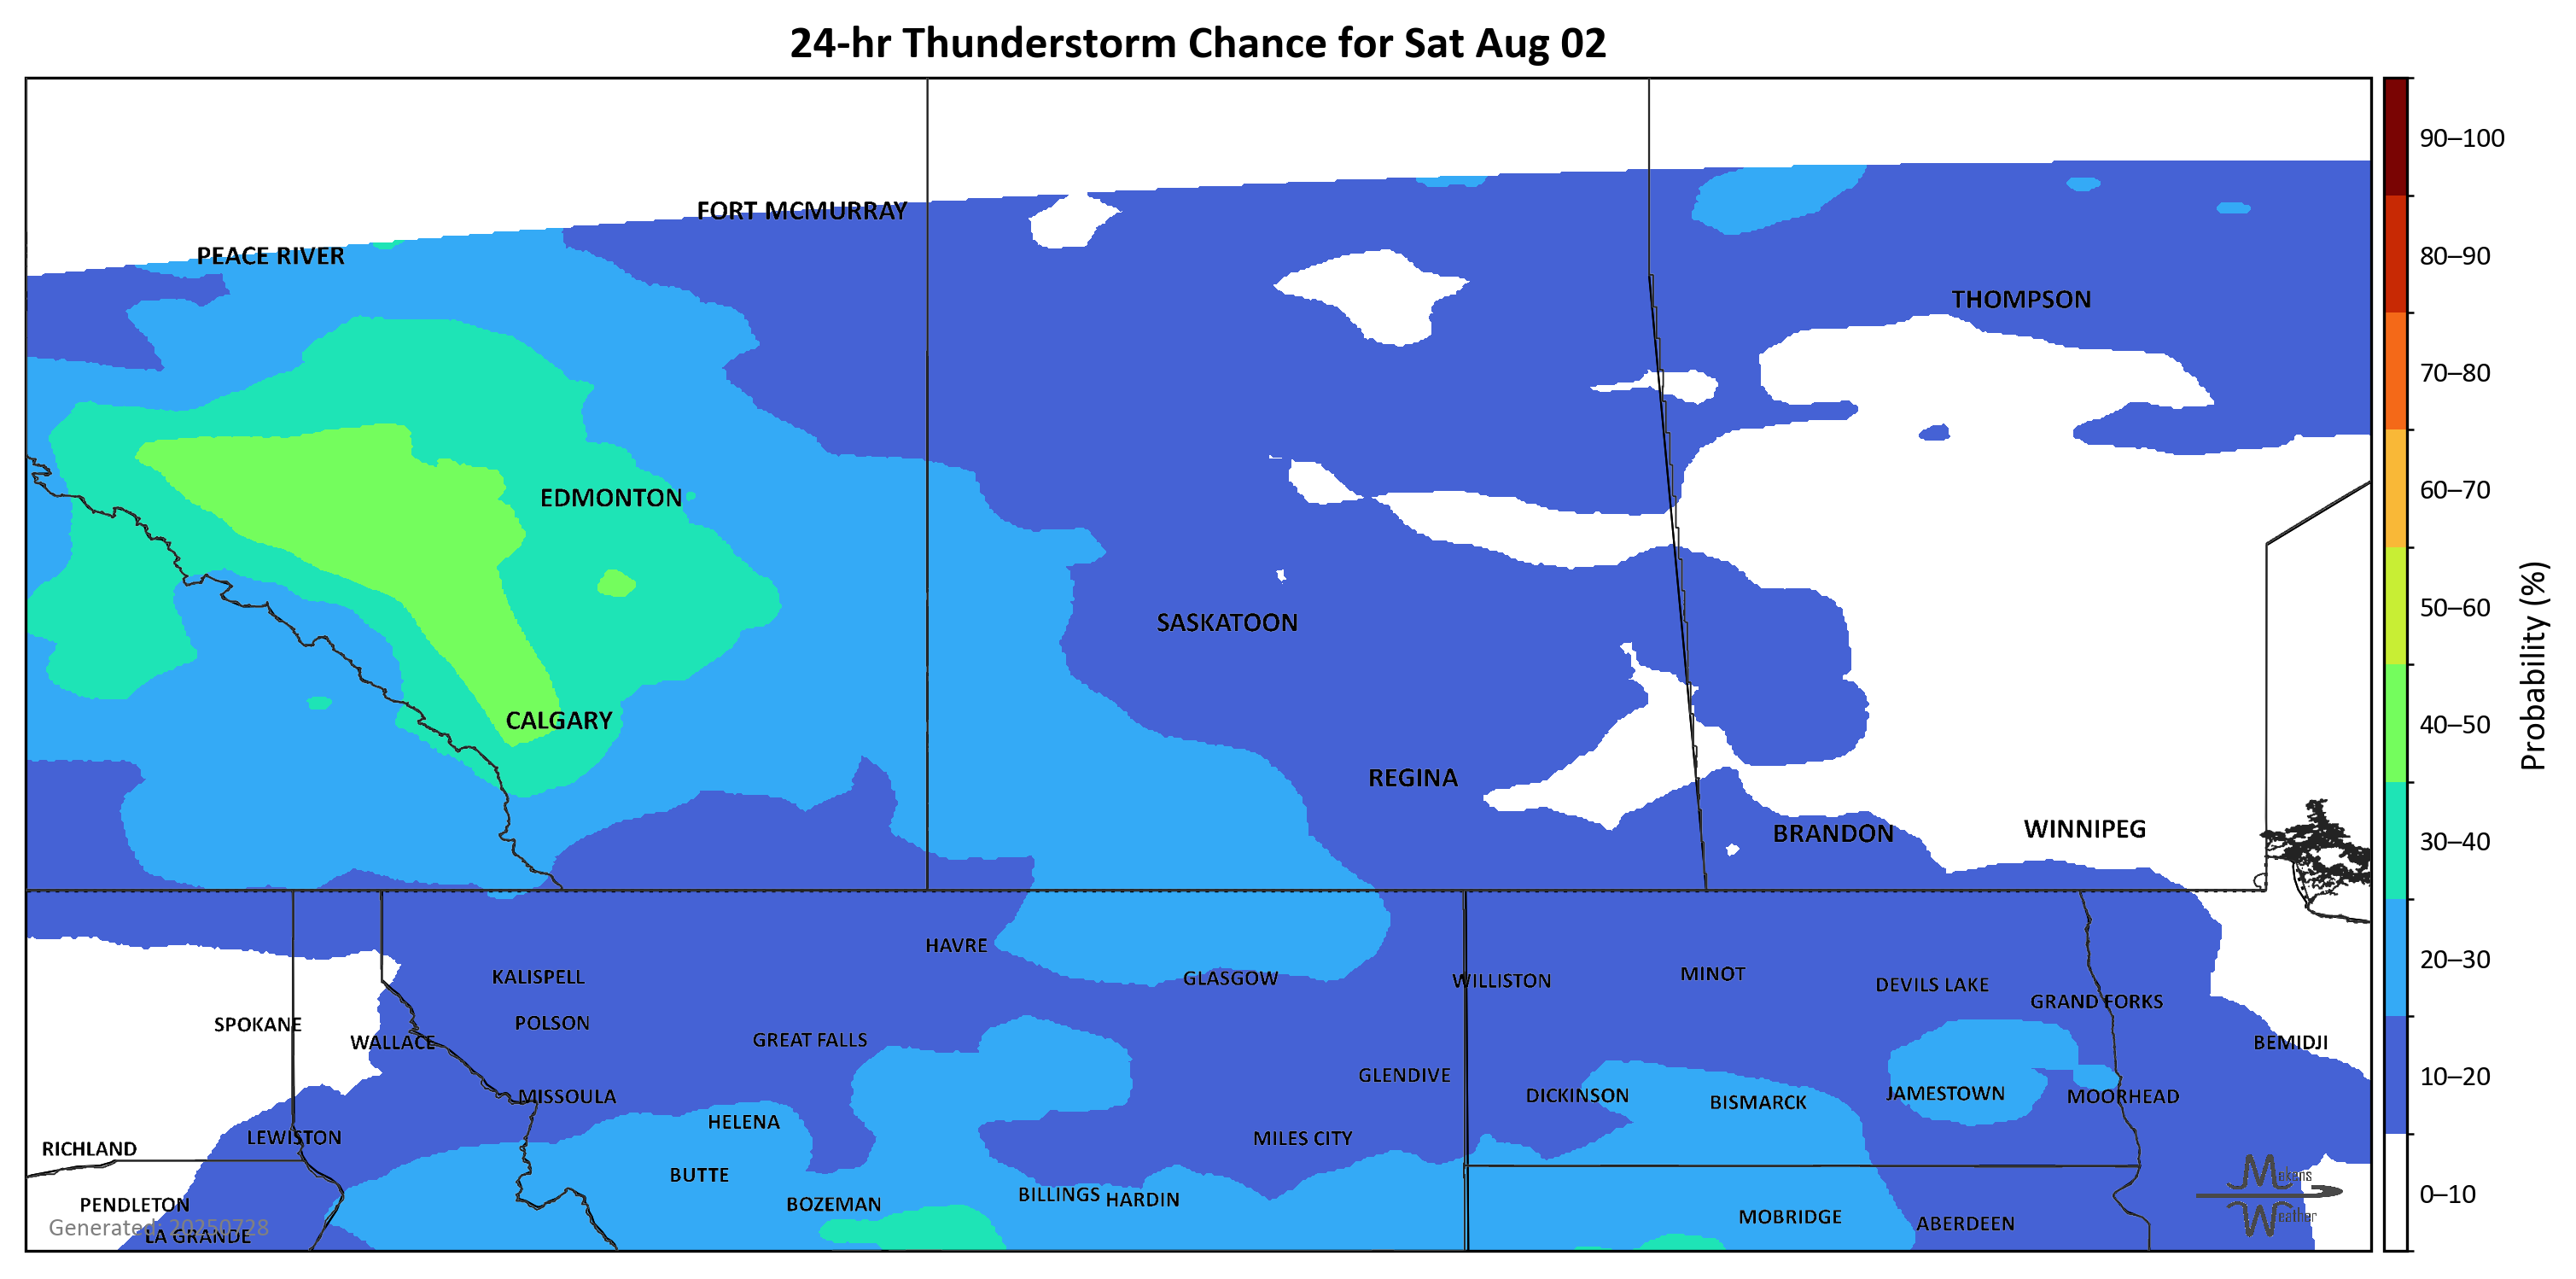 24-hr Thunderstorm Chance for Sat Aug 02
90–100
FORT MCMURRAY
PEACE RIVER
80–90
THOMPSON
70–80
EDMONTON
60–70
SASKATOON
50–60
CALGARY
40–50
Probability (%)
REGINA
BRANDON
WINNIPEG
30–40
HAVRE
20–30
KALISPELL
GLASGOW
WILLISTON
MINOT
DEVILS LAKE
GRAND FORKS
SPOKANE
POLSON
WALLACE
GREAT FALLS
BEMIDJI
GLENDIVE
10–20
MISSOULA
DICKINSON
BISMARCK
JAMESTOWN
MOORHEAD
HELENA
LEWISTON
MILES CITY
RICHLAND
BUTTE
Mekens
Weather
0–10
PENDLETON
BOZEMAN
BILLINGS
HARDIN
MOBRIDGE
ABERDEEN
Generated: 20250728
LA GRANDE